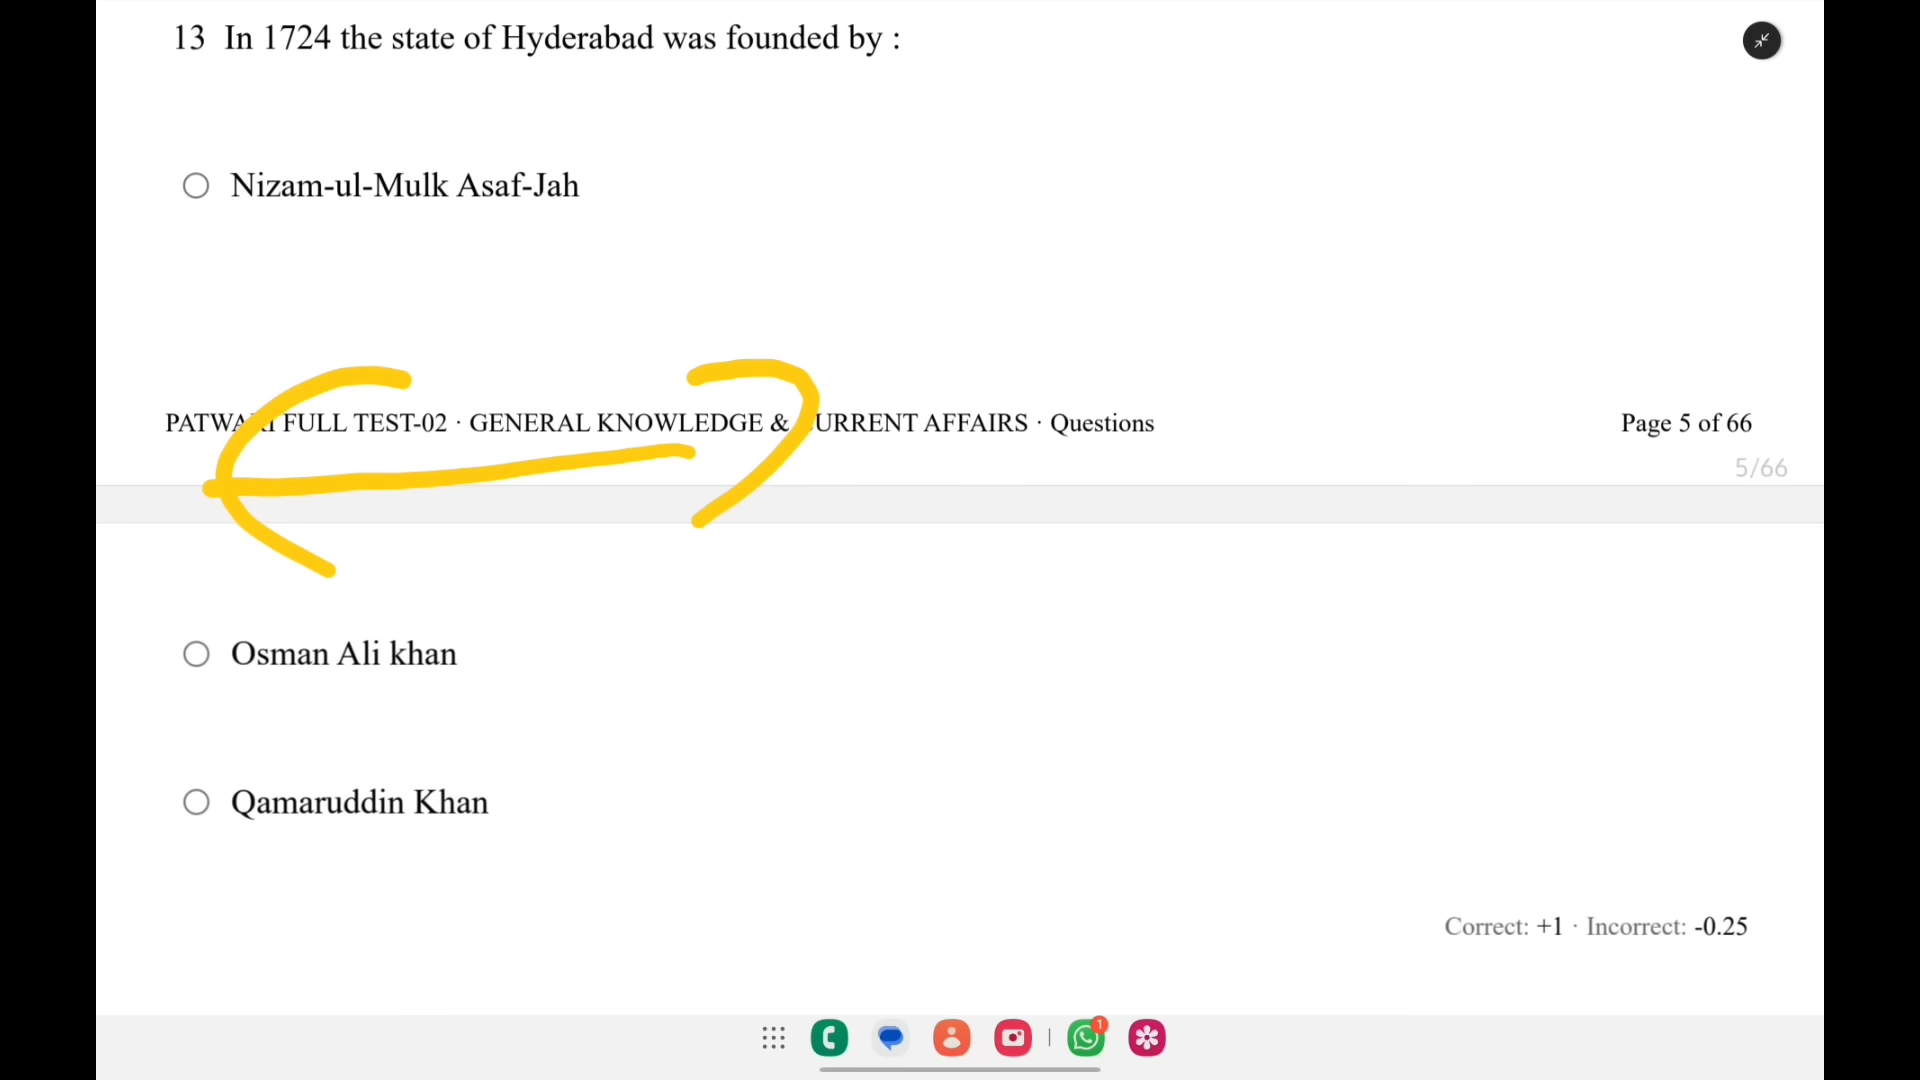 13 In 1724 the state of Hyderabad was founded by :
Nizam-ul-Mulk Asaf-Jah
FULL TEST-02 · GENERAL KNOWLEDGE & AFFAIRS · Questions
Page 5 of 66
5/66
Osman Ali khan
Qamaruddin Khan
Correct: +1 · Incorrect: -0.25
1